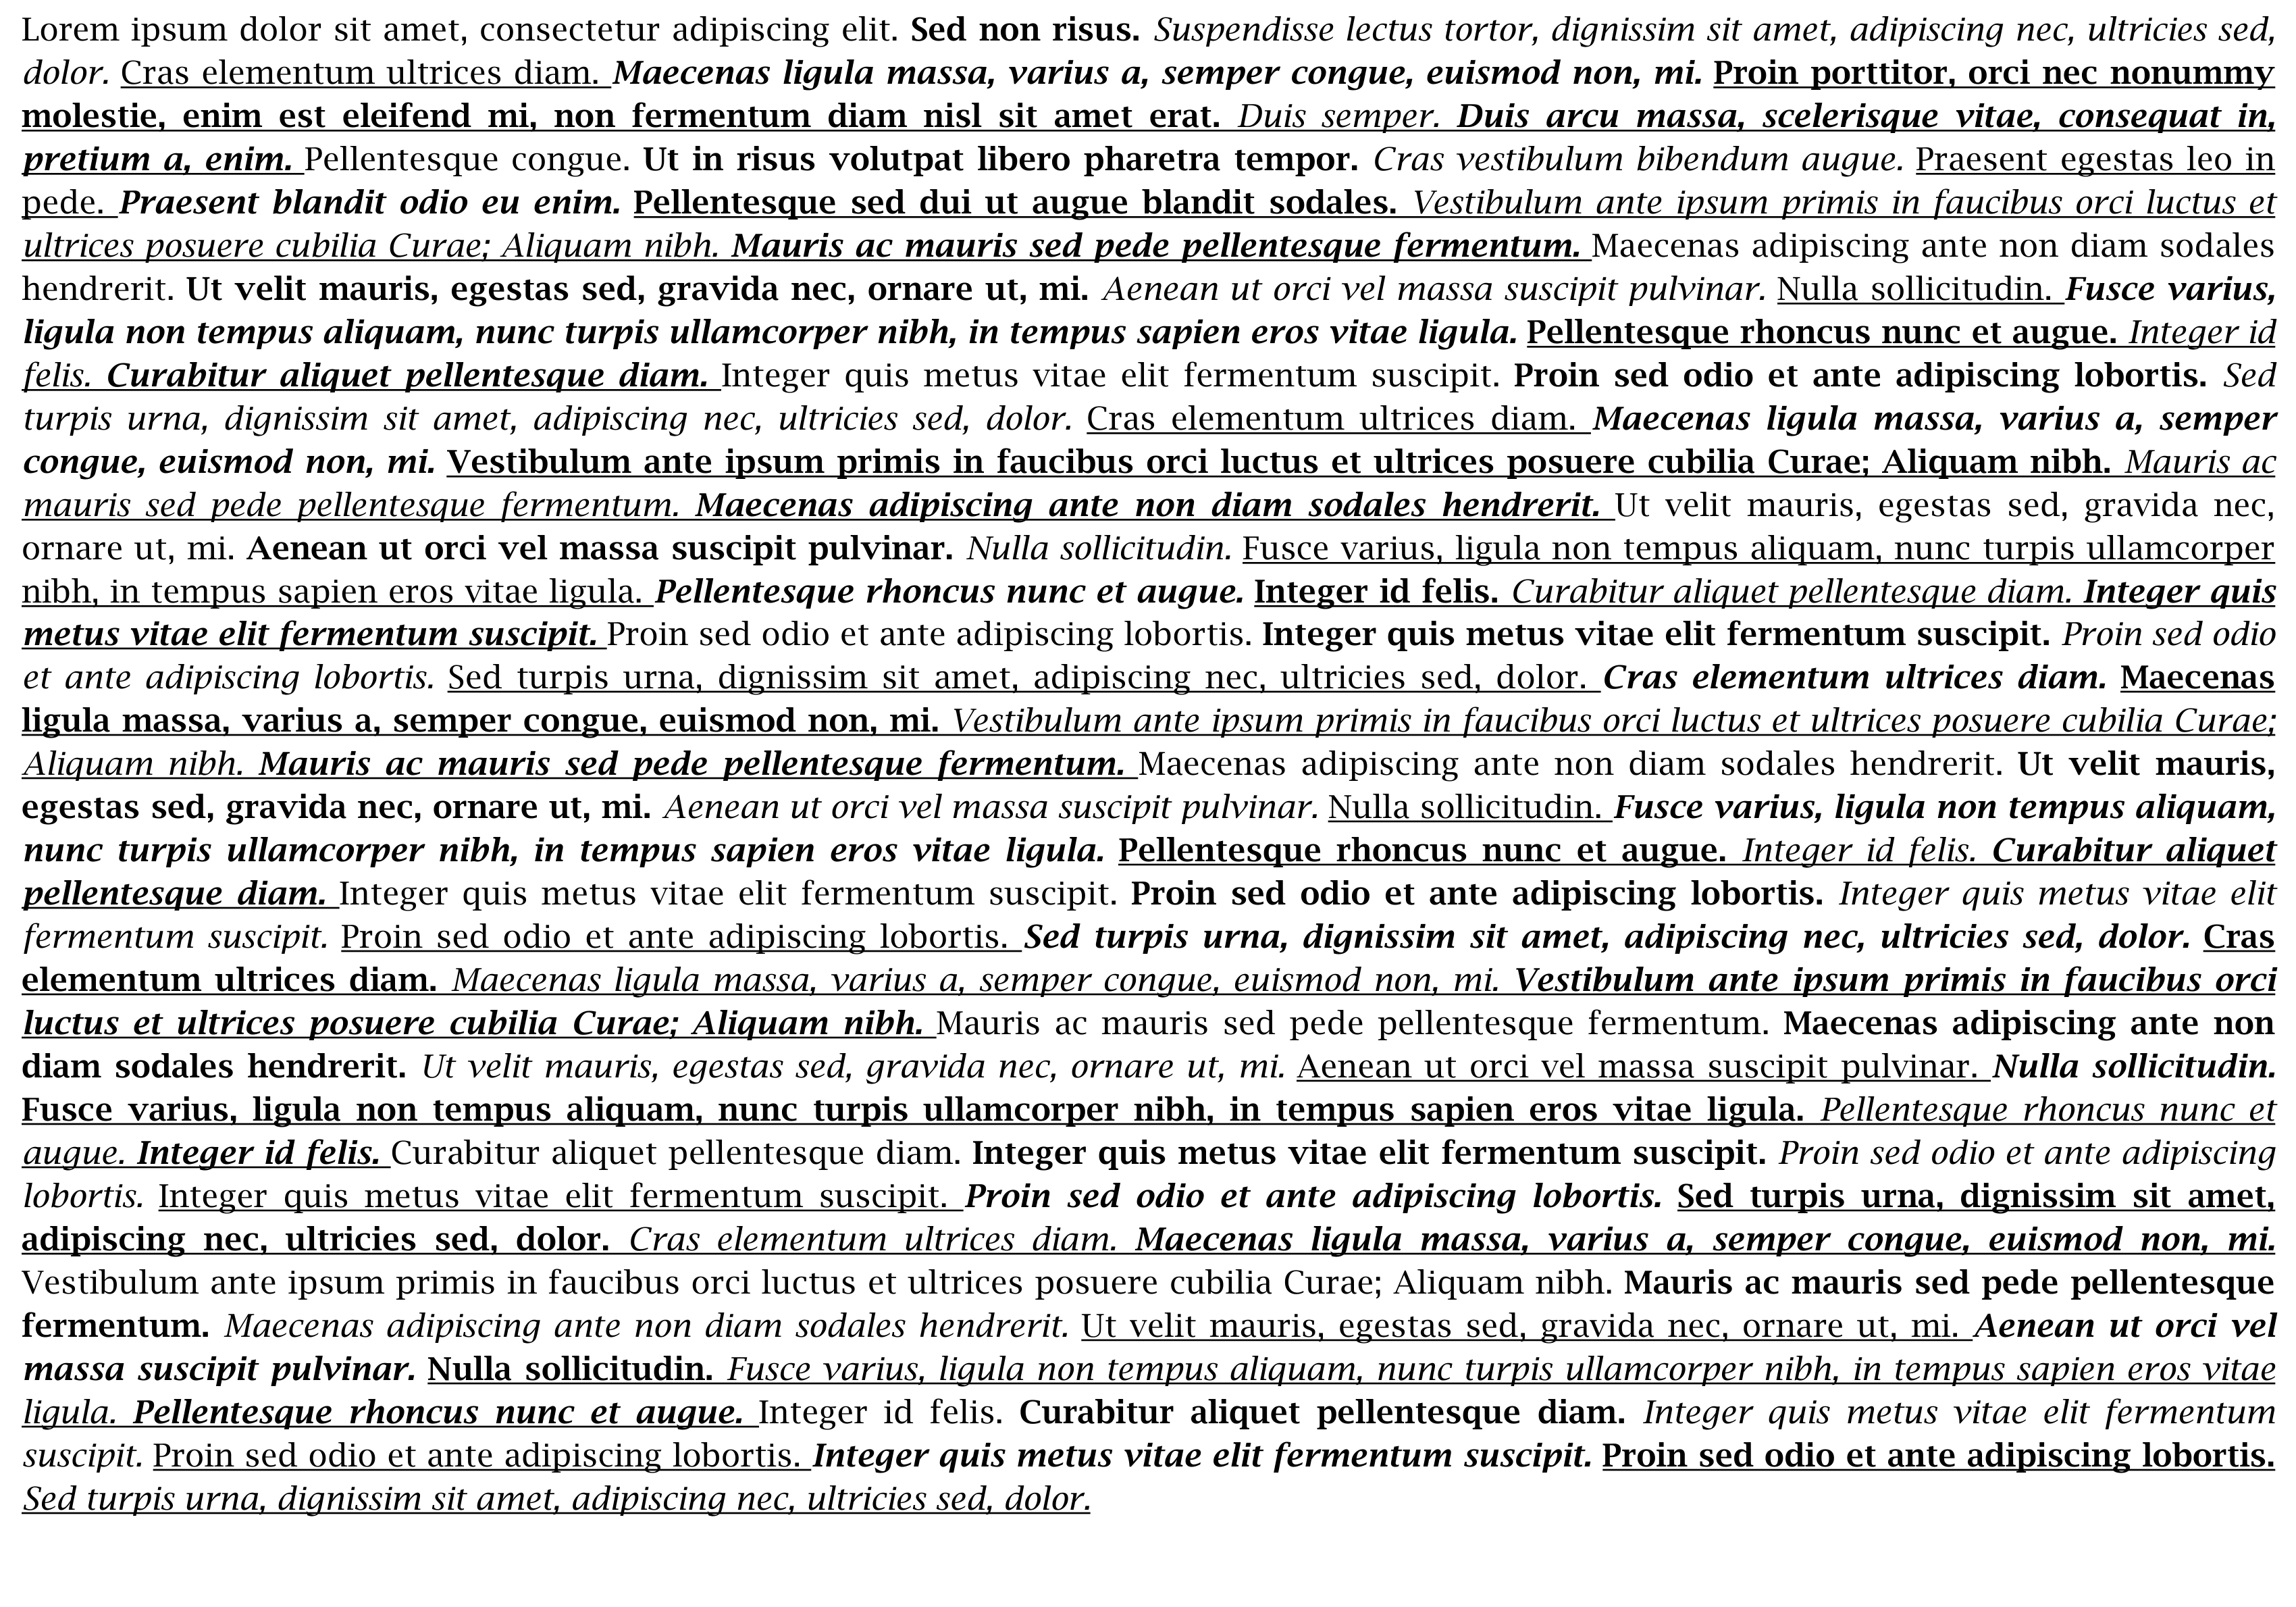 Lorem ipsum dolor sit amet, consectetur adipiscing elit. Sed non risus. Suspendisse lectus tortor, dignissim sit amet, adipiscing nec, ultricies sed,
dolor. Cras elementum ultrices diam. Maecenas ligula massa, varius a, semper congue, euismod non, mi. Proin porttitor, orci nec nonummy
molestie, enim est eleifend mi, non fermentum diam nisl sit amet erat. Duis semper. Duis arcu massa, scelerisque vitae, consequat in,
pretium a, enim. Pellentesque congue. Ut in risus volutpat libero pharetra tempor. Cras vestibulum bibendum augue. Praesent egestas leo in
pede. Praesent blandit odio eu enim. Pellentesque sed dui ut augue blandit sodales. Vestibulum ante ipsum primis in faucibus orci luctus et
ultrices posuere cubilia Curae; Aliquam nibh. Mauris ac mauris sed pede pellentesque fermentum. Maecenas adipiscing ante non diam sodales
hendrerit. Ut velit mauris, egestas sed, gravida nec, ornare ut, mi. Aenean ut orci vel massa suscipit pulvinar. Nulla sollicitudin. Fusce varius,
ligula non tempus aliquam, nunc turpis ullamcorper nibh, in tempus sapien eros vitae ligula. Pellentesque rhoncus nunc et augue. Integer id
felis. Curabitur aliquet pellentesque diam. Integer quis metus vitae elit fermentum suscipit. Proin sed odio et ante adipiscing lobortis. Sed
turpis urna, dignissim sit amet, adipiscing nec, ultricies sed, dolor. Cras elementum ultrices diam. Maecenas ligula massa, varius a, semper
congue, euismod non, mi. Vestibulum ante ipsum primis in faucibus orci luctus et ultrices posuere cubilia Curae; Aliquam nibh. Mauris ac
mauris sed pede pellentesque fermentum. Maecenas adipiscing ante non diam sodales hendrerit. Ut velit mauris, egestas sed, gravida nec,
ornare ut, mi. Aenean ut orci vel massa suscipit pulvinar. Nulla sollicitudin. Fusce varius, ligula non tempus aliquam, nunc turpis ullamcorper
nibh, in tempus sapien eros vitae ligula. Pellentesque rhoncus nunc et augue. Integer id felis. Curabitur aliquet pellentesque diam. Integer quis
metus vitae elit fermentum suscipit. Proin sed odio et ante adipiscing lobortis. Integer quis metus vitae elit fermentum suscipit. Proin sed odio
et ante adipiscing lobortis. Sed turpis urna, dignissim sit amet, adipiscing nec, ultricies sed, dolor. Cras elementum ultrices diam. Maecenas
ligula massa, varius a, semper congue, euismod non, mi. Vestibulum ante ipsum primis in faucibus orci luctus et ultrices posuere cubilia Curae;
Aliquam nibh. Mauris ac mauris sed pede pellentesque fermentum. Maecenas adipiscing ante non diam sodales hendrerit. Ut velit mauris,
egestas sed, gravida nec, ornare ut, mi. Aenean ut orci vel massa suscipit pulvinar. Nulla sollicitudin. Fusce varius, ligula non tempus aliquam,
nunc turpis ullamcorper nibh, in tempus sapien eros vitae ligula. Pellentesque rhoncus nunc et augue. Integer id felis. Curabitur aliquet
pellentesque diam. Integer quis metus vitae elit fermentum suscipit. Proin sed odio et ante adipiscing lobortis. Integer quis metus vitae elit
fermentum suscipit. Proin sed odio et ante adipiscing lobortis. Sed turpis urna, dignissim sit amet, adipiscing nec, ultricies sed, dolor. Cras
elementum ultrices diam. Maecenas ligula massa, varius a, semper congue, euismod non, mi. Vestibulum ante ipsum primis in faucibus orci
luctus et ultrices posuere cubilia Curae; Aliquam nibh. Mauris ac mauris sed pede pellentesque fermentum. Maecenas adipiscing ante non
diam sodales hendrerit. Ut velit mauris, egestas sed, gravida nec, ornare ut, mi. Aenean ut orci vel massa suscipit pulvinar. Nulla sollicitudin.
Fusce varius, ligula non tempus aliquam, nunc turpis ullamcorper nibh, in tempus sapien eros vitae ligula. Pellentesque rhoncus nunc et
augue. Integer id felis. Curabitur aliquet pellentesque diam. Integer quis metus vitae elit fermentum suscipit. Proin sed odio et ante adipiscing
lobortis. Integer quis metus vitae elit fermentum suscipit. Proin sed odio et ante adipiscing lobortis. Sed turpis urna, dignissim sit amet,
adipiscing nec, ultricies sed, dolor. Cras elementum ultrices diam. Maecenas ligula massa, varius a, semper congue, euismod non, mi.
Vestibulum ante ipsum primis in faucibus orci luctus et ultrices posuere cubilia Curae; Aliquam nibh. Mauris ac mauris sed pede pellentesque
fermentum. Maecenas adipiscing ante non diam sodales hendrerit. Ut velit mauris, egestas sed, gravida nec, ornare ut, mi. Aenean ut orci vel
massa suscipit pulvinar. Nulla sollicitudin. Fusce varius, ligula non tempus aliquam, nunc turpis ullamcorper nibh, in tempus sapien eros vitae
ligula. Pellentesque rhoncus nunc et augue. Integer id felis. Curabitur aliquet pellentesque diam. Integer quis metus vitae elit fermentum
suscipit. Proin sed odio et ante adipiscing lobortis. Integer quis metus vitae elit fermentum suscipit. Proin sed odio et ante adipiscing lobortis.
Sed turpis urna, dignissim sit amet, adipiscing nec, ultricies sed, dolor.